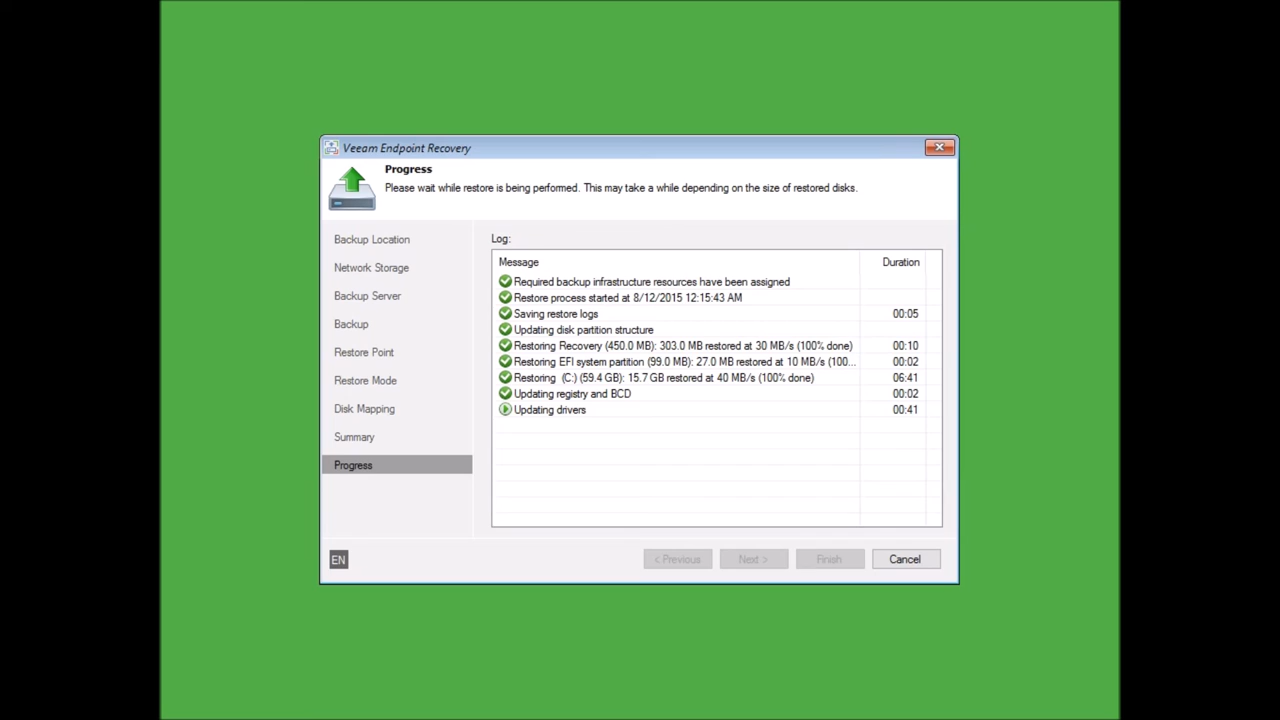 Veeam Endpoint Recovery
Progress
Please wait while restore is being performed. This may take a while depending on the size of restored disks.
Backup Location
Network Storage
Backup Server
Backup
Restore Point
Restore Mode
Disk Mapping
Summary
Progress
Log:
Message Duration
Required backup infrastructure resources have been assigned
Restore process started at 8/12/2015 12:15:43 AM
Saving restore logs 00:05
Updating disk partition structure
Restoring Recovery (450.0 MB): 303.0 MB restored at 30 MB/s (100% done) 00:10
Restoring EFI system partition (99.0 MB): 27.0 MB restored at 10 MB/s (100... 00:02
Restoring (C:) (59.4 GB): 15.7 GB restored at 40 MB/s (100% done) 06:41
Updating registry and BCD 00:02
Updating drivers 00:41
EN
< Previous Next > Finish Cancel